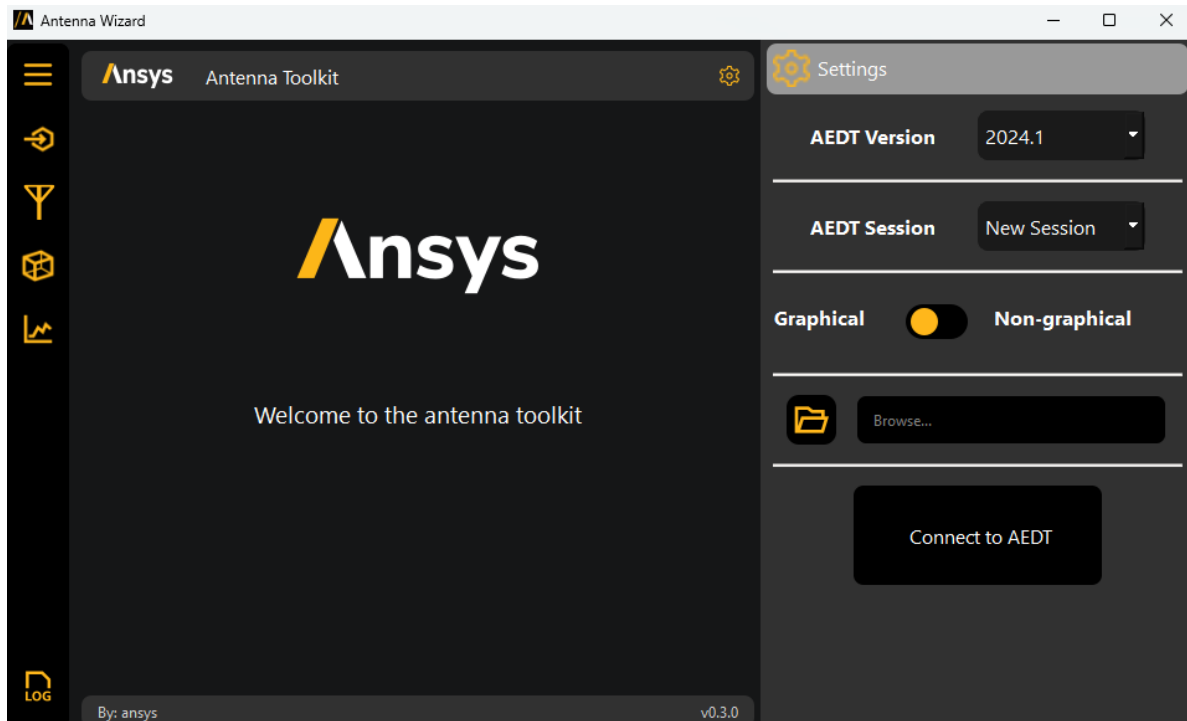 Antenna Wizard
Ansys Antenna Toolkit
Settings
AEDT Version 2024.1
AEDT Session New Session
Graphical Non-graphical
Browse...
Connect to AEDT
Ansys
Welcome to the antenna toolkit
LOG
By: ansys v0.3.0